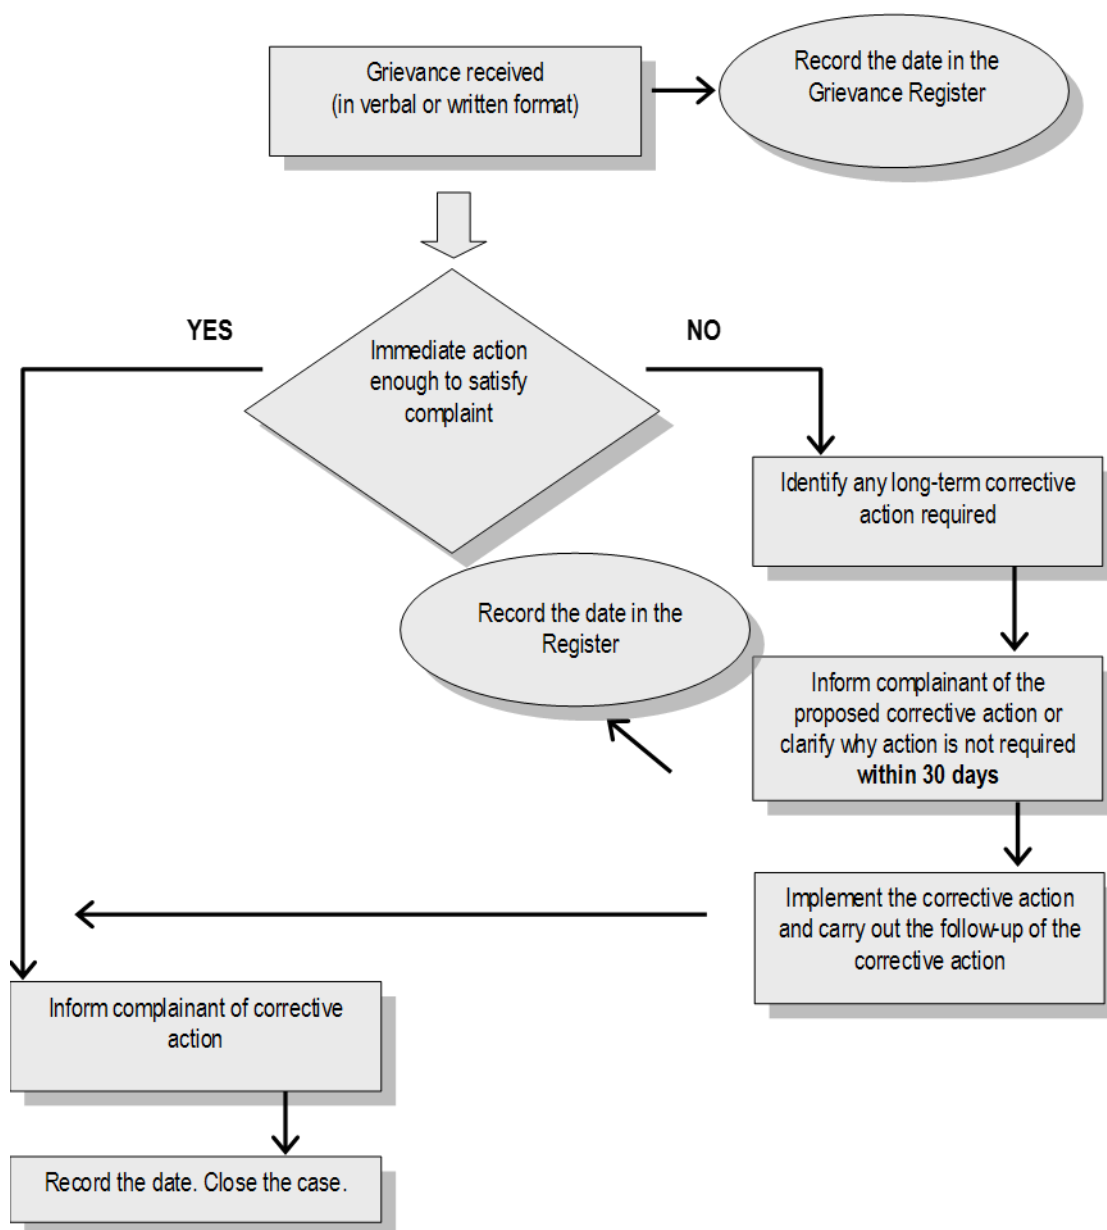 Grievance received
(in verbal or written format)
Record the date in the
Grievance Register
YES
NO
Immediate action
enough to satisfy
complaint
Identify any long-term corrective
action required
Record the date in the
Register
Inform complainant of the
proposed corrective action or
clarify why action is not required
within 30 days
Implement the corrective action
and carry out the follow-up of the
corrective action
Inform complainant of corrective
action
Record the date. Close the case.